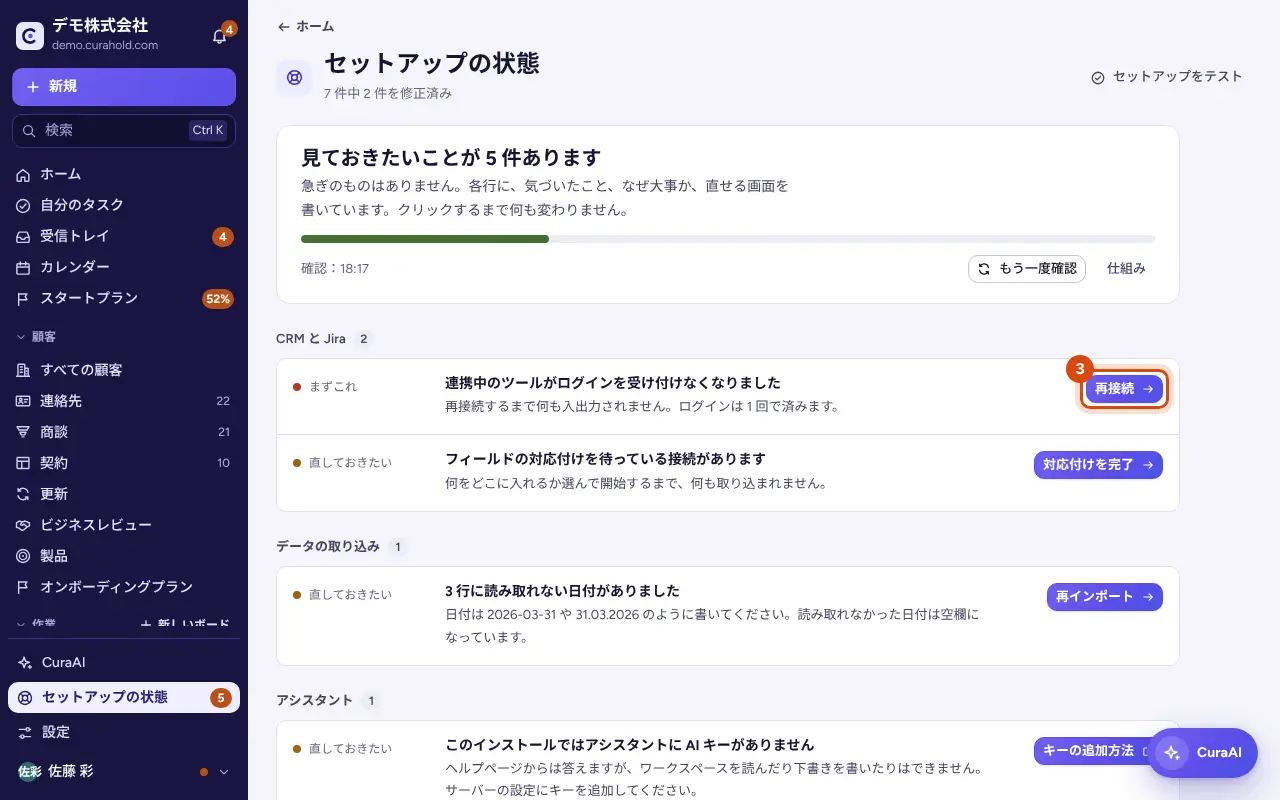 デモ株式会社
demo.curahold.com
4
新規
検索
Ctrl K
ホーム
自分のタスク
受信トレイ
4
カレンダー
スタートプラン
52%
顧客
すべての顧客
連絡先
22
商談
21
契約
10
更新
ビジネスレビュー
製品
オンボーディングプラン
作業
新しいボード
CuraAI
セットアップの状態
5
設定
佐彩
佐藤 彩
← ホーム
セットアップの状態
7 件中 2 件を修正済み
セットアップをテスト
見ておきたいことが 5 件あります
急ぎのものはありません。各行に、気づいたこと、なぜ大事か、直せる画面を
書いています。クリックするまで何も変わりません。
確認：18:17
もう一度確認
仕組み
CRM と Jira 2
まずこれ
連携中のツールがログインを受け付けなくなりました
再接続するまで何も入出力されません。ログインは 1 回で済みます。
3
再接続 →
直しておきたい
フィールドの対応付けを待っている接続があります
何をどこに入れるか選んで開始するまで、何も取り込まれません。
対応付けを完了 →
データの取り込み 1
直しておきたい
3 行に読み取れない日付がありました
日付は 2026-03-31 や 31.03.2026 のように書いてください。読み取れなかった日付は空欄に
なっています。
再インポート →
アシスタント 1
直しておきたい
このインストールではアシスタントに AI キーがありません
ヘルプページからは答えますが、ワークスペースを読んだり下書きを書いたりはできません。
サーバーの設定にキーを追加してください。
キーの追加方法
CuraAI